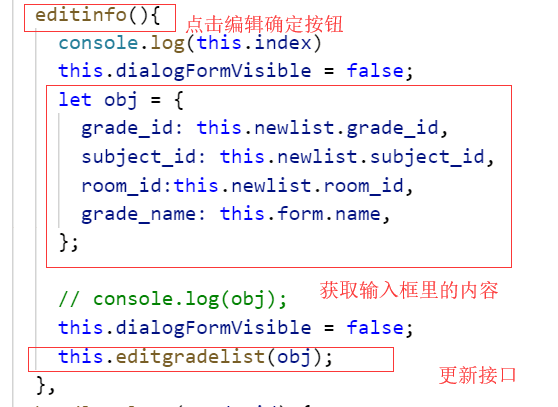 editinfo(){ 点击编辑确定按钮
console.log(this.index)
this.dialogFormVisible = false;
let obj = {
grade_id: this.newlist.grade_id,
subject_id: this.newlist.subject_id,
room_id:this.newlist.room_id,
grade_name: this.form.name,
};
获取输入框里的内容
// console.log(obj);
this.dialogFormVisible = false;
this.editgradelist(obj);
更新接口
},